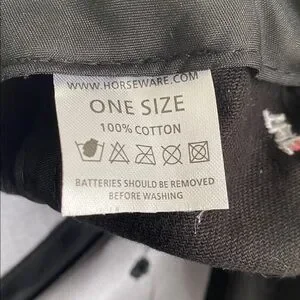 WWW.HORSEWARE.COM
ONE SIZE
100% COTTON
BATTERIES SHOULD BE REMOVED
BEFORE WASHING